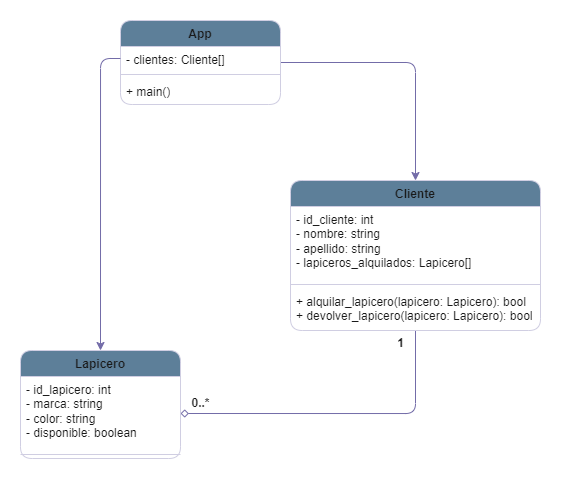 App
- clientes: Cliente[]
+ main()
Cliente
- id_cliente: int
- nombre: string
- apellido: string
- lapiceros_alquilados: Lapicero[]
+ alquilar_lapicero(lapicero: Lapicero): bool
+ devolver_lapicero(lapicero: Lapicero): bool
1
Lapicero
- id_lapicero: int
- marca: string
- color: string
- disponible: boolean
0..*